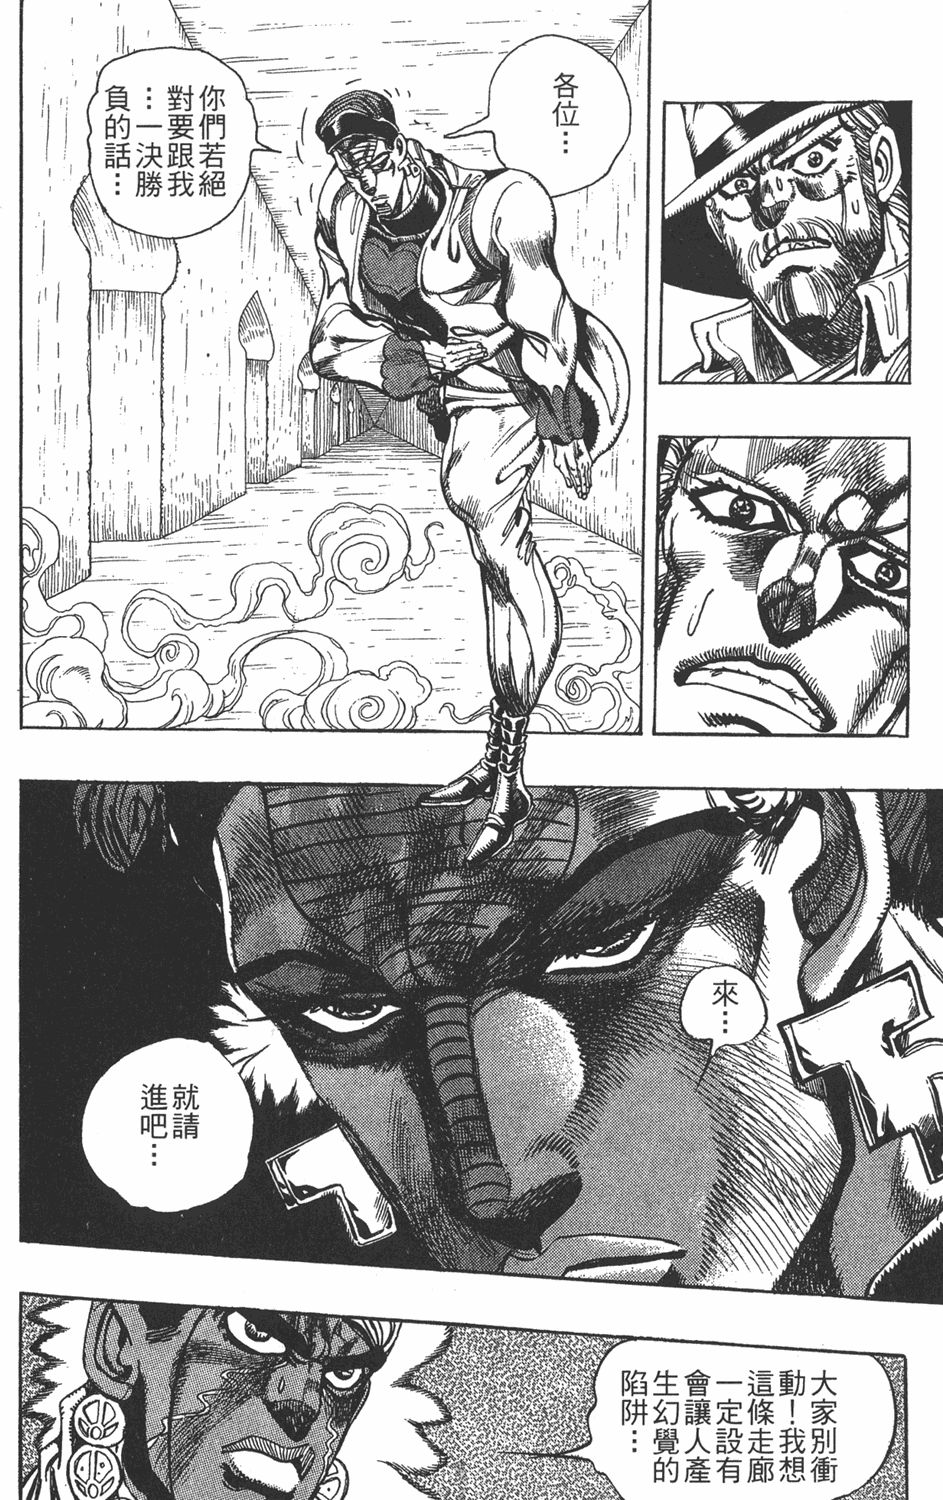 各位…
你們若絕
對要跟我
…一決勝
負的話…
來…
就請
進吧…
大家別衝
動！我想
這條走廊
一定設有
會讓人產
生幻覺的
陷阱…